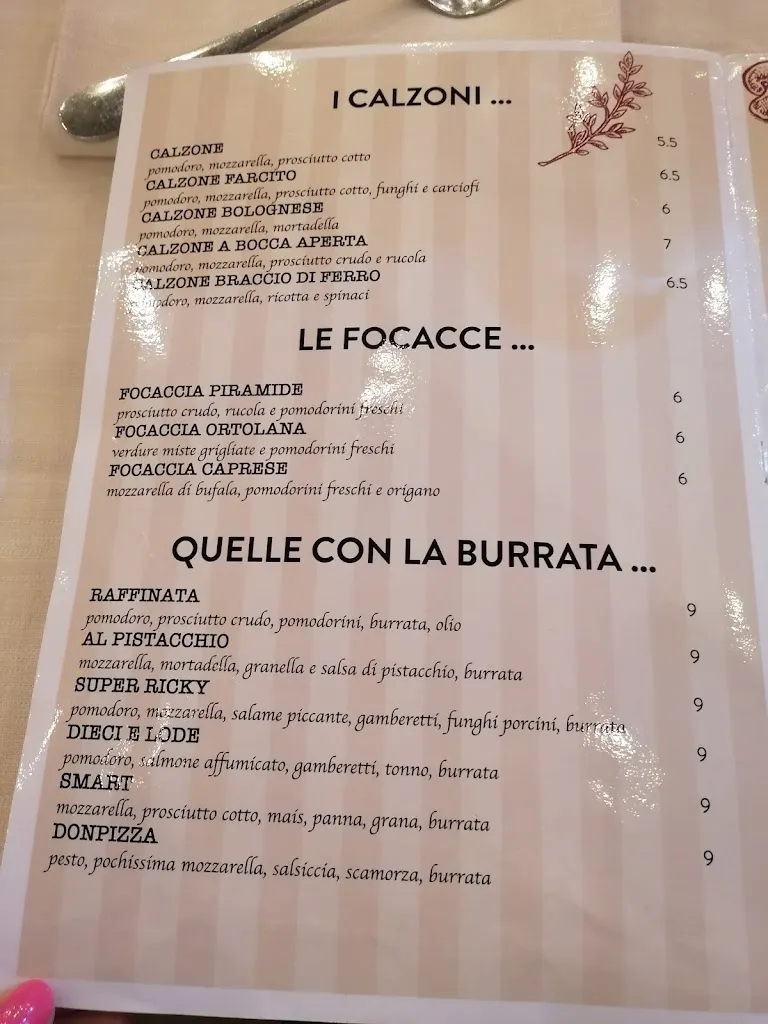 I CALZONI ...
CALZONE 5.5
pomodoro, mozzarella, prosciutto cotto
CALZONE FARCITO 6.5
pomodoro, mozzarella, prosciutto cotto, funghi e carciofi
CALZONE BOLOGNESE 6
pomodoro, mozzarella, mortadella
CALZONE A BOCCA APERTA 7
pomodoro, mozzarella, prosciutto crudo e rucola
CALZONE BRACCIO DI FERRO 6.5
pomodoro, mozzarella, ricotta e spinaci
LE FOCACCE ...
FOCACCIA PIRAMIDE 6
prosciutto crudo, rucola e pomodorini freschi
FOCACCIA ORTOLANA 6
verdure miste grigliate e pomodorini freschi
FOCACCIA CAPRESE 6
mozzarella di bufala, pomodorini freschi e origano
QUELLE CON LA BURRATA ...
RAFFINATA 9
pomodoro, prosciutto crudo, pomodorini, burrata, olio
AL PISTACCHIO 9
mozzarella, mortadella, granella e salsa di pistacchio, burrata
SUPER RICKY 9
pomodoro, mozzarella, salame piccante, gamberetti, funghi porcini, burrata
DIECI E LODE 9
pomodoro, salmone affumicato, gamberetti, tonno, burrata
SMART 9
mozzarella, prosciutto cotto, mais, panna, grana, burrata
DONPIZZA 9
pesto, pochissima mozzarella, salsiccia, scamorza, burrata